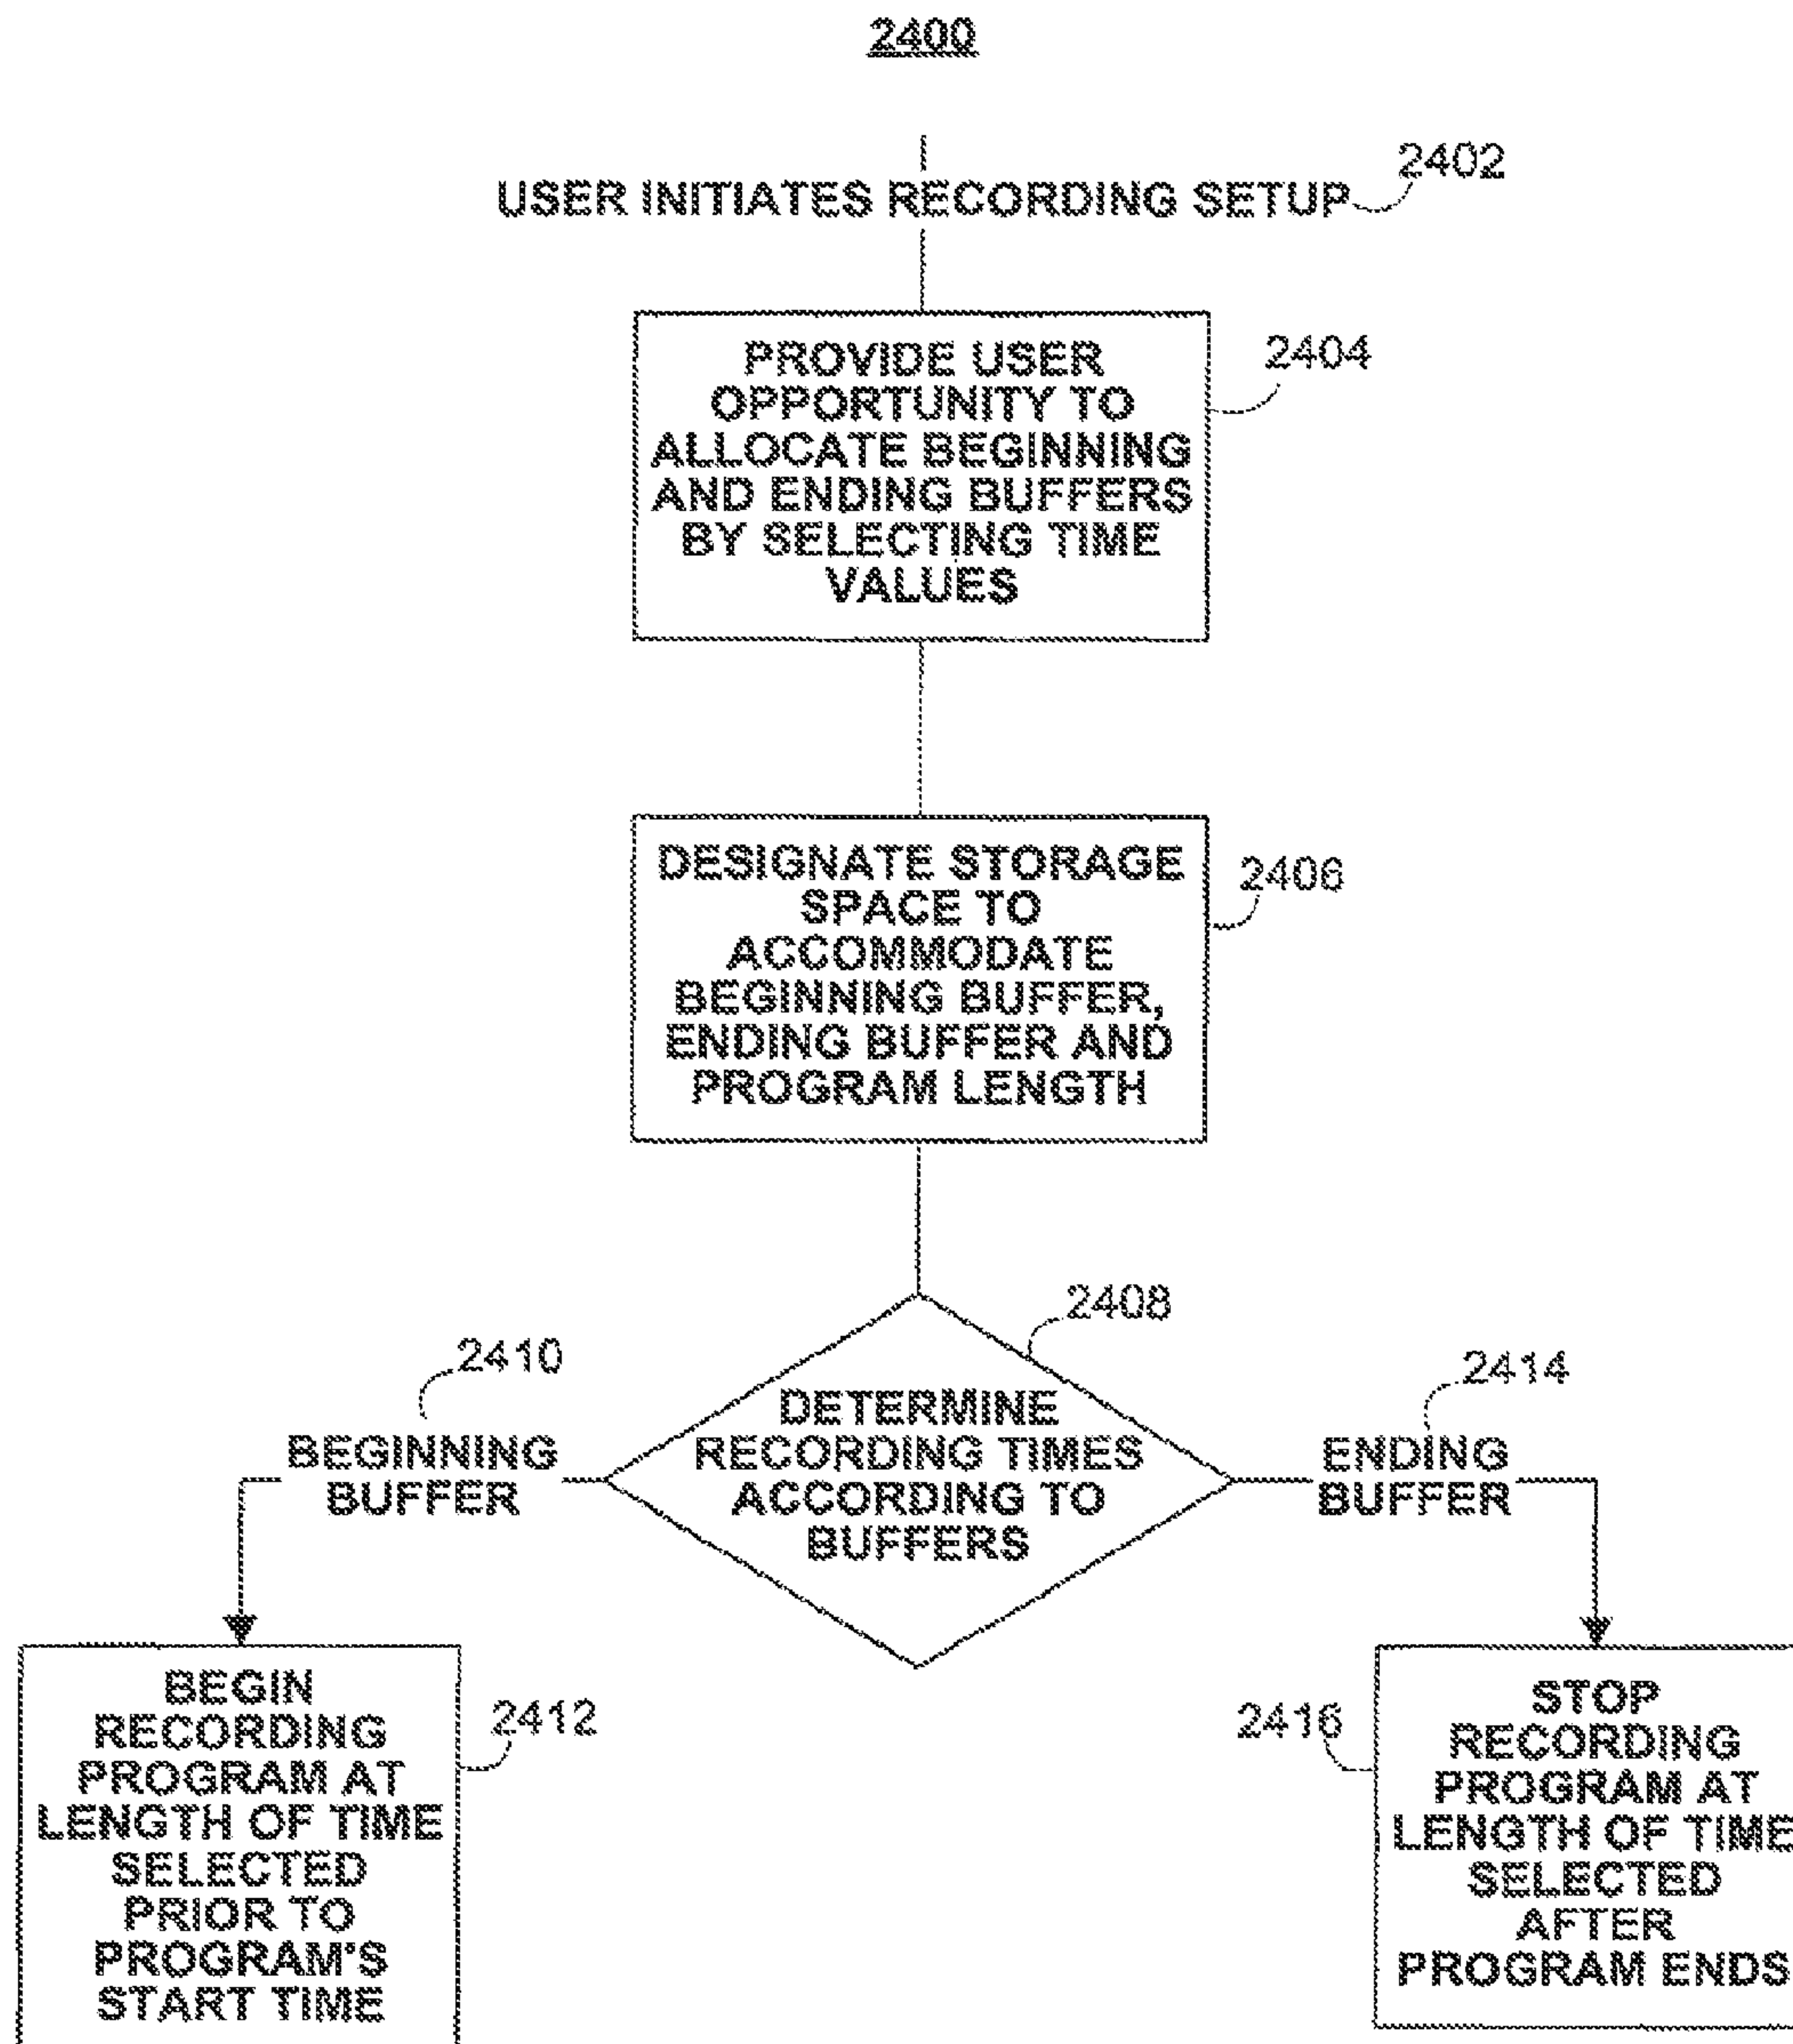 2400
2402
USER INITIATES RECORDING SETUP
2404
PROVIDE USER
OPPORTUNITY TO
ALLOCATE BEGINNING
AND ENDING BUFFERS
BY SELECTING TIME
VALUES
2406
DESIGNATE STORAGE
SPACE TO
ACCOMMODATE
BEGINNING BUFFER,
ENDING BUFFER AND
PROGRAM LENGTH
2408
DETERMINE
RECORDING TIMES
ACCORDING TO
BUFFERS
2410
BEGINNING
BUFFER
2414
ENDING
BUFFER
2412
BEGIN
RECORDING
PROGRAM AT
LENGTH OF TIME
SELECTED
PRIOR TO
PROGRAM'S
START TIME
2416
STOP
RECORDING
PROGRAM AT
LENGTH OF TIME
SELECTED
AFTER
PROGRAM ENDS